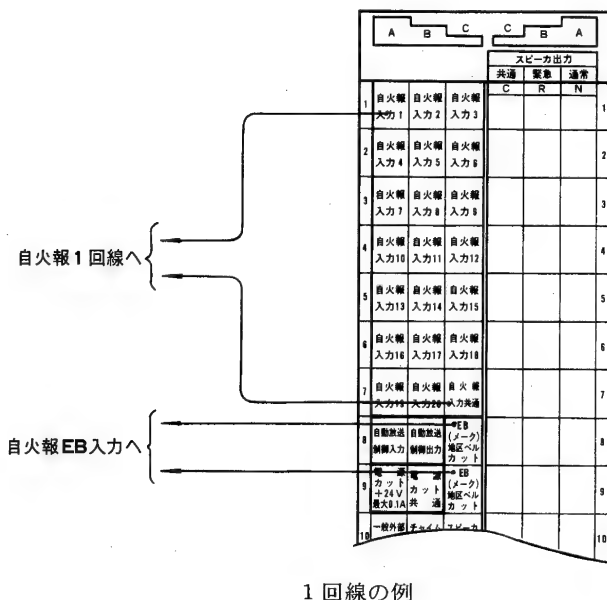 A B C C B A
スピーカ出力
共通 緊急 通常
C R N
1 自火報 自火報 自火報 1
入力1 入力2 入力3
2 自火報 自火報 自火報 2
入力4 入力5 入力6
3 自火報 自火報 自火報 3
入力7 入力8 入力9
4 自火報 自火報 自火報 4
入力10 入力11 入力12
自火報1回線へ
5 自火報 自火報 自火報 5
入力13 入力14 入力15
6 自火報 自火報 自火報 6
入力16 入力17 入力18
7 自火報 自火報 自火報 7
入力19 入力20 入力共通
自火報EB入力へ
8 自動放送 自動放送 EB 8
制御入力 制御出力 (メーク)
地区ベル
カット
9 電源 電源 EB 9
カット カット (メーク)
+24V 共通 地区ベル
最大0.1A カット
10 一般外部 チャイム スピーカ 10
1回線の例